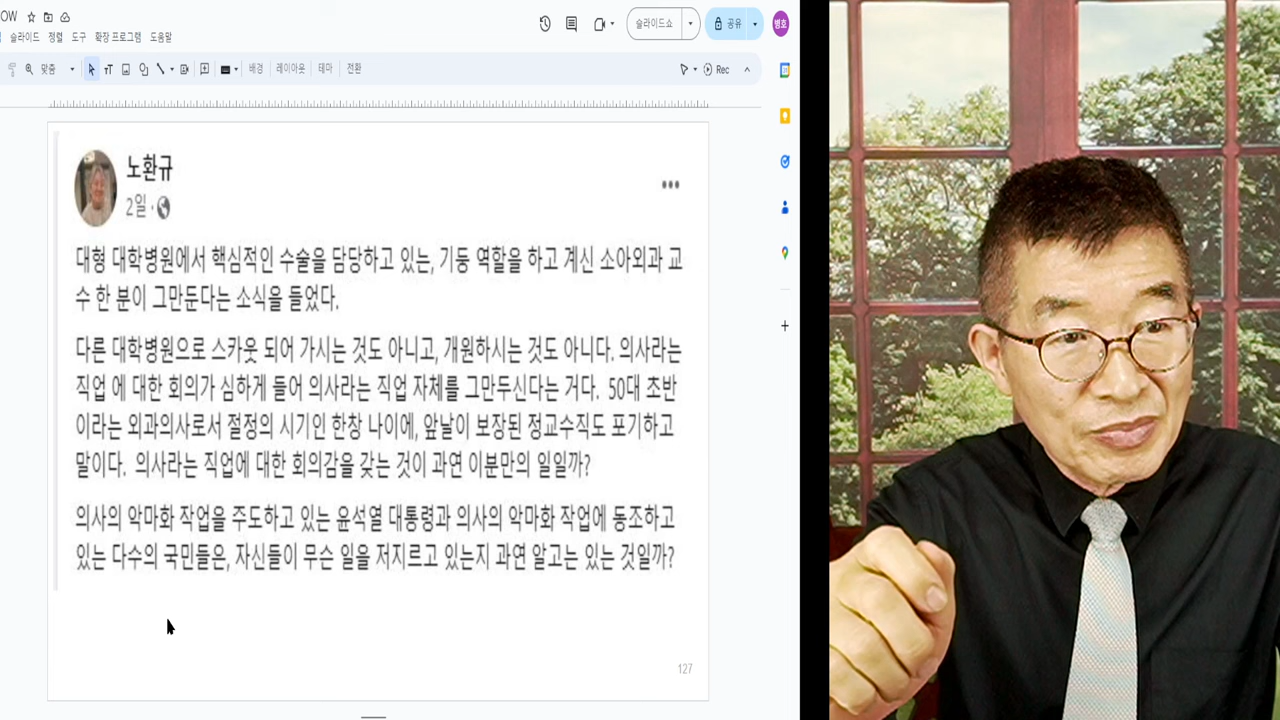 OW
슬라이드 정렬 도구 확장 프로그램 도움말
슬라이드쇼
공유
범호
맞춤
배경 레이아웃 테마 전환
Rec
노환규
2일 ·
대형 대학병원에서 핵심적인 수술을 담당하고 있는, 기둥 역할을 하고 계신 소아외과 교
수 한 분이 그만둔다는 소식을 들었다.
다른 대학병원으로 스카웃 되어 가시는 것도 아니고, 개원하시는 것도 아니다. 의사라는
직업 에 대한 회의가 심하게 들어 의사라는 직업 자체를 그만두신다는 거다. 50대 초반
이라는 외과의사로서 절정의 시기인 한창 나이에, 앞날이 보장된 정교수직도 포기하고
말이다. 의사라는 직업에 대한 회의감을 갖는 것이 과연 이분만의 일일까?
의사의 악마화 작업을 주도하고 있는 윤석열 대통령과 의사의 악마화 작업에 동조하고
있는 다수의 국민들은, 자신들이 무슨 일을 저지르고 있는지 과연 알고는 있는 것일까?
127